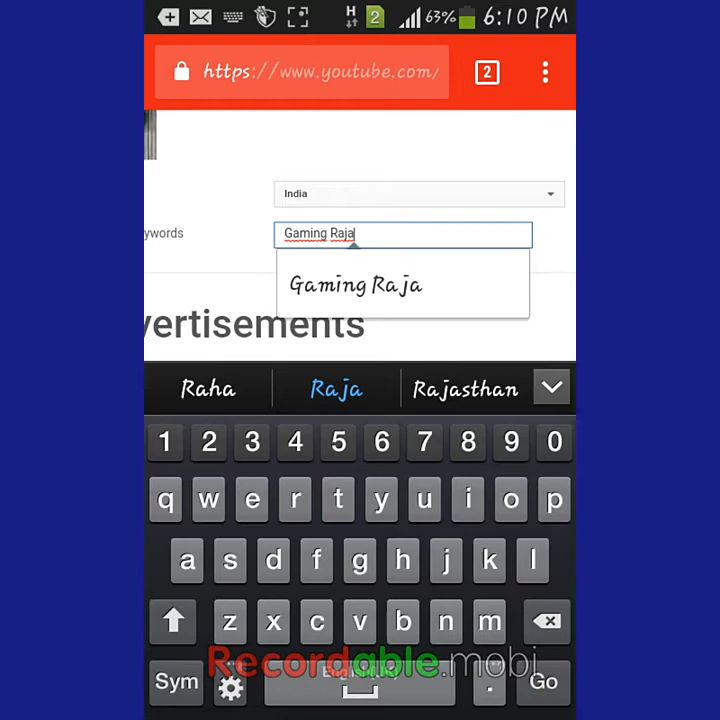 H 2 63% 6:10 PM
https://www.youtube.com/ 2
India
ywords Gaming Raja
Gaming Raja
vertisements
Raha Raja Rajasthan
1 2 3 4 5 6 7 8 9 0
q w e r t y u i o p
a s d f g h j k l
z x c v b n m
Recordable.mobi
Sym . Go